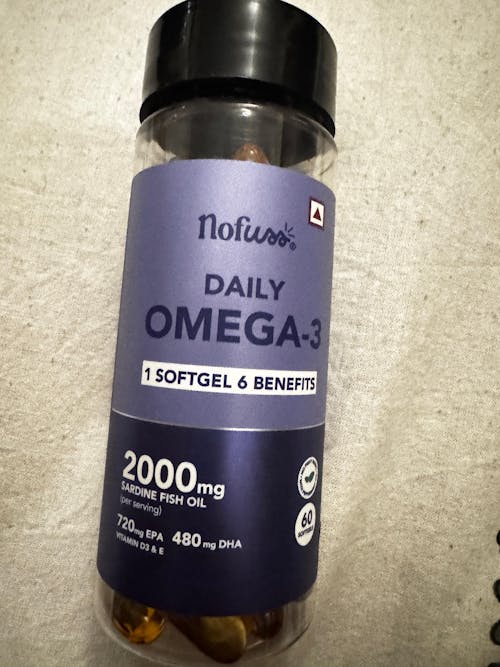 Nofuss
DAILY
OMEGA-3
1 SOFTGEL 6 BENEFITS
2000mg
SARDINE FISH OIL
(per serving)
720mg EPA 480mg DHA
VITAMIN D3 & E
60
SOFTGELS